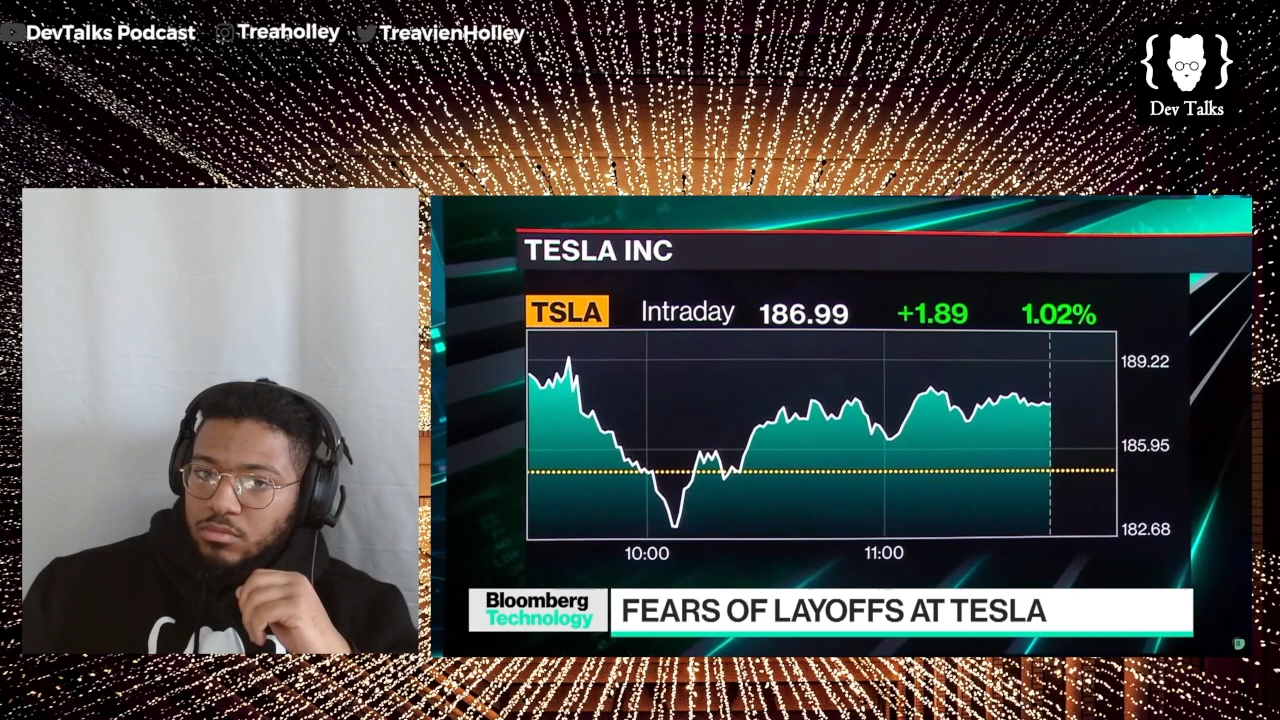 DevTalks Podcast Treaholley TreavienHolley
Dev Talks
TESLA INC
TSLA Intraday 186.99 +1.89 1.02%
189.22
185.95
182.68
10:00 11:00
Bloomberg
Technology
FEARS OF LAYOFFS AT TESLA